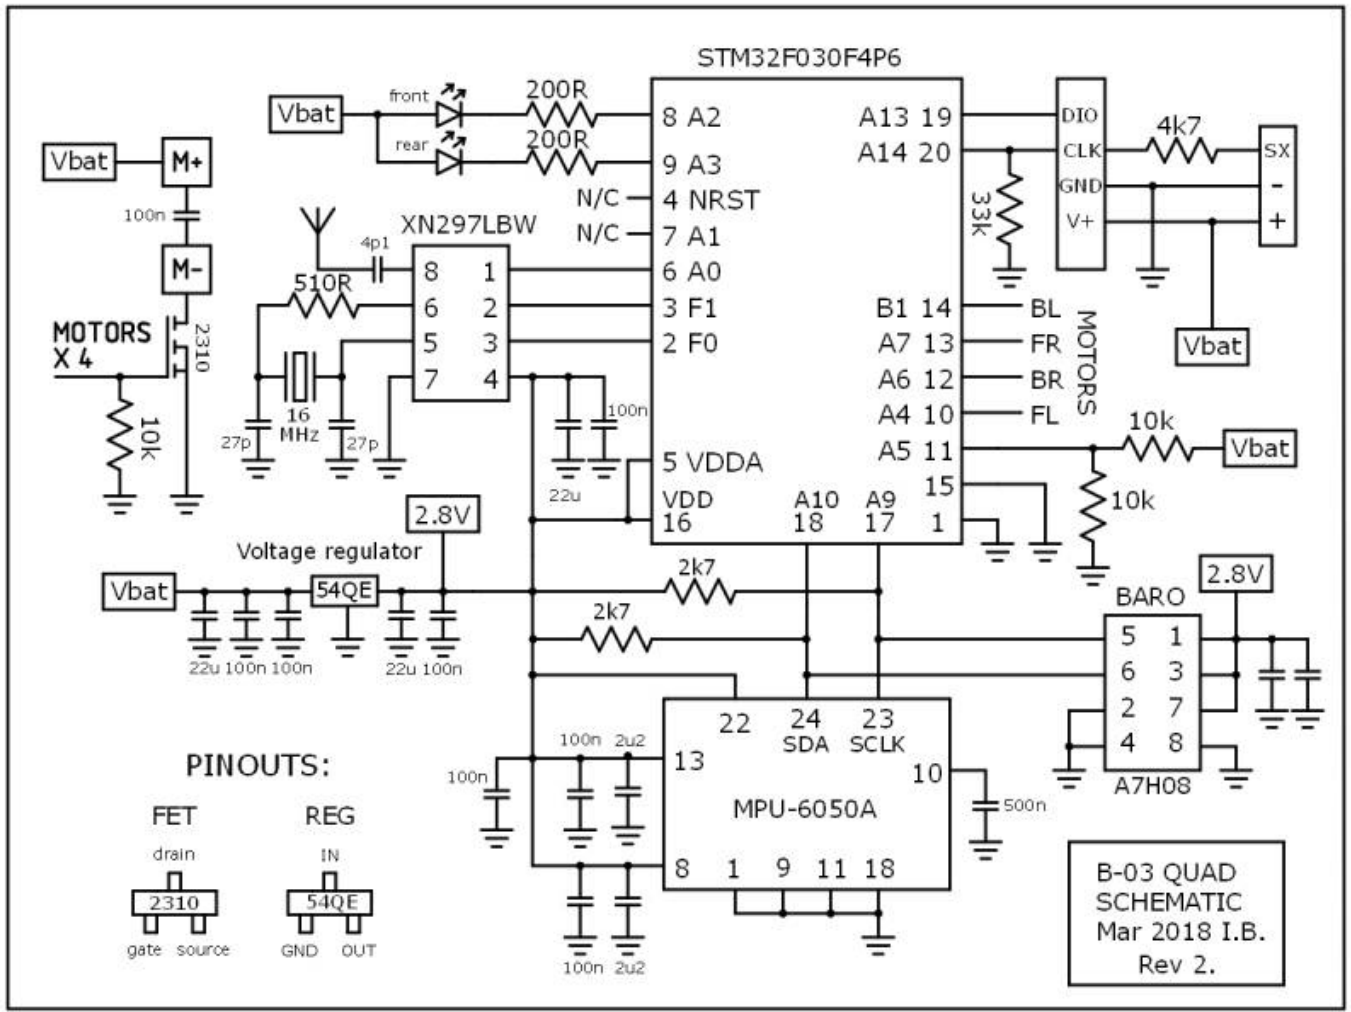 STM32F030F4P6
Vbat
front
200R
rear
200R
8 A2
9 A3
N/C
4 NRST
N/C
7 A1
6 A0
3 F1
2 F0
5 VDDA
VDD
16
A10
18
A9
17
A13 19
A14 20
B1 14
A7 13
A6 12
A4 10
A5 11
15
1
DIO
CLK
GND
V+
4k7
SX
-
+
33k
Vbat
BL
FR
BR
FL
MOTORS
10k
Vbat
10k
Vbat
M+
100n
M-
2310
MOTORS
X 4
10k
XN297LBW
4p1
510R
8 1
6 2
5 3
7 4
16
MHz
27p
27p
100n
22u
2.8V
Voltage regulator
Vbat
54QE
22u 100n 100n
22u 100n
2k7
2k7
2.8V
BARO
5 1
6 3
2 7
4 8
A7H08
22
24
SDA
23
SCLK
13
10
MPU-6050A
8
1
9
11
18
100n
100n 2u2
100n 2u2
500n
PINOUTS:
FET
drain
2310
gate source
REG
IN
54QE
GND OUT
B-03 QUAD
SCHEMATIC
Mar 2018 I.B.
Rev 2.